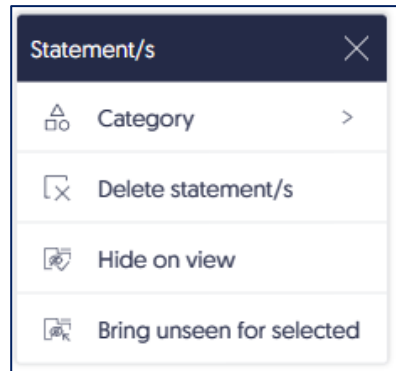 Statement/s
Category
Delete statement/s
Hide on view
Bring unseen for selected